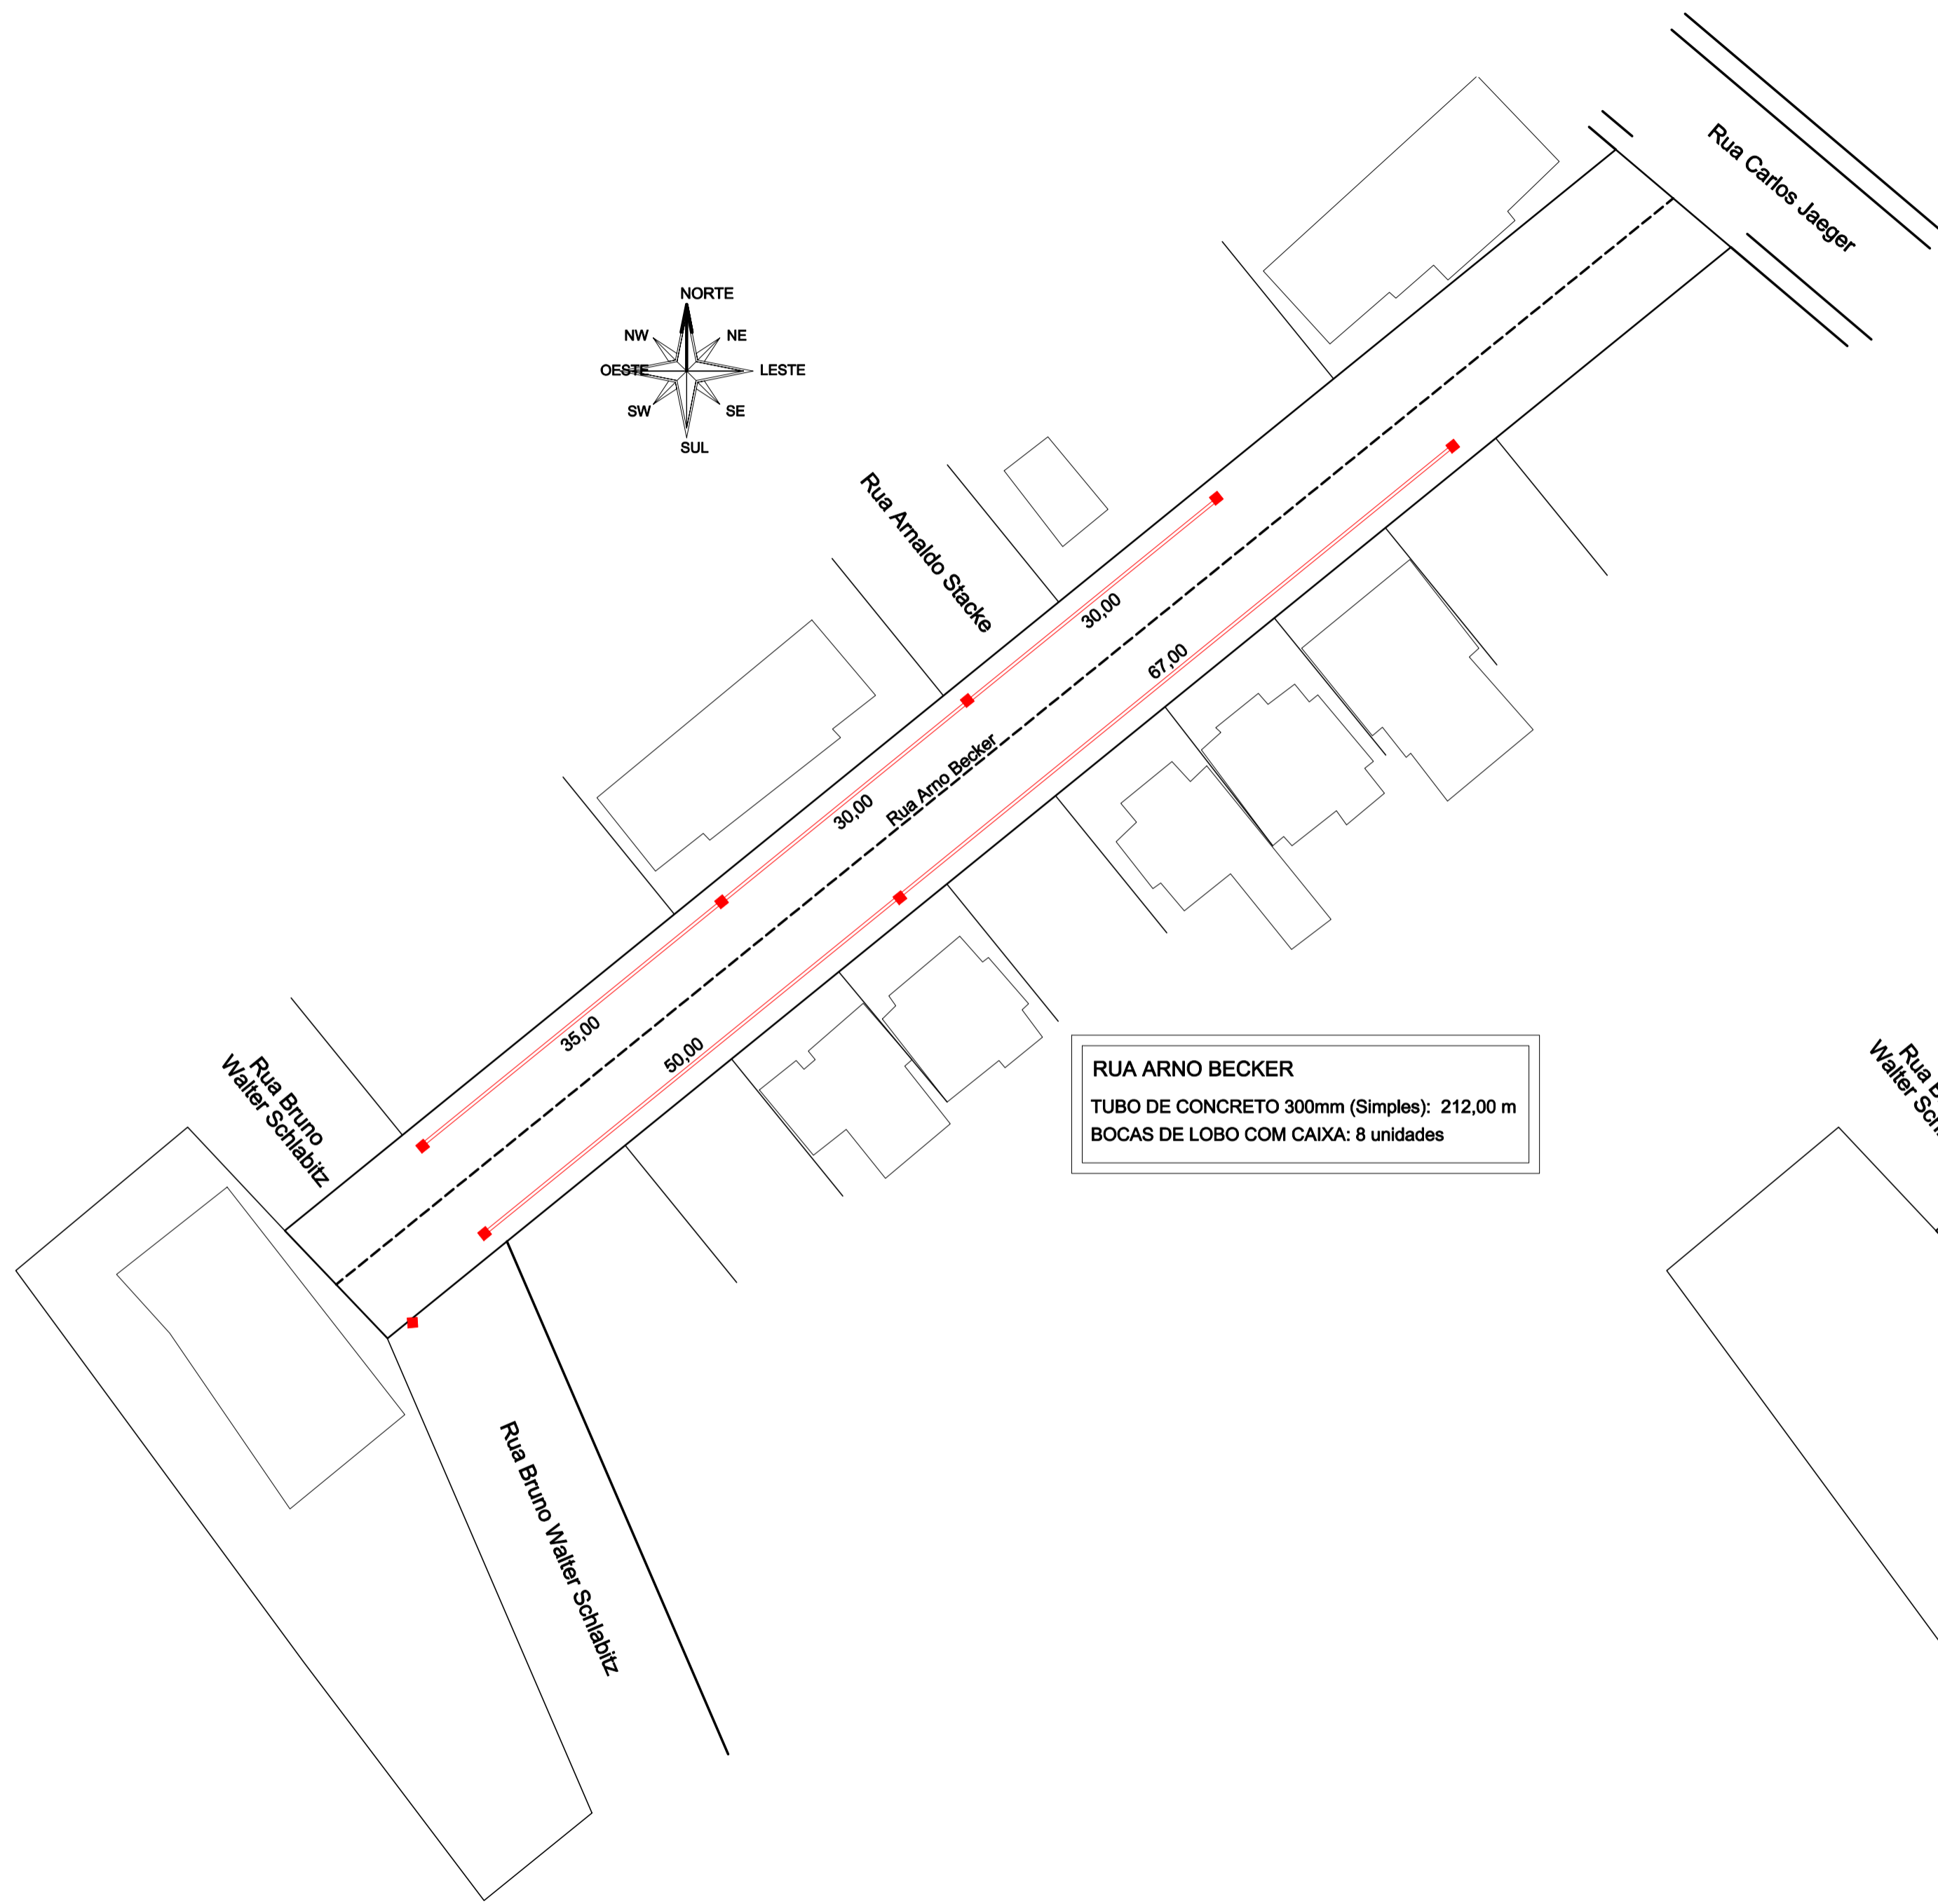 Rua Carlos Jaeger
NORTE
NW
NE
OESTE
LESTE
SW
SE
SUL
Rua Arnaldo Stacke
30,00
67,00
Rua Arno Becker
30,00
35,00
50,00
Rua Bruno
Walter Schlabitz
RUA ARNO BECKER
TUBO DE CONCRETO 300mm (Simples): 212,00 m
BOCAS DE LOBO COM CAIXA: 8 unidades
Rua Bruno Walter Schlabitz
Rua
Walter